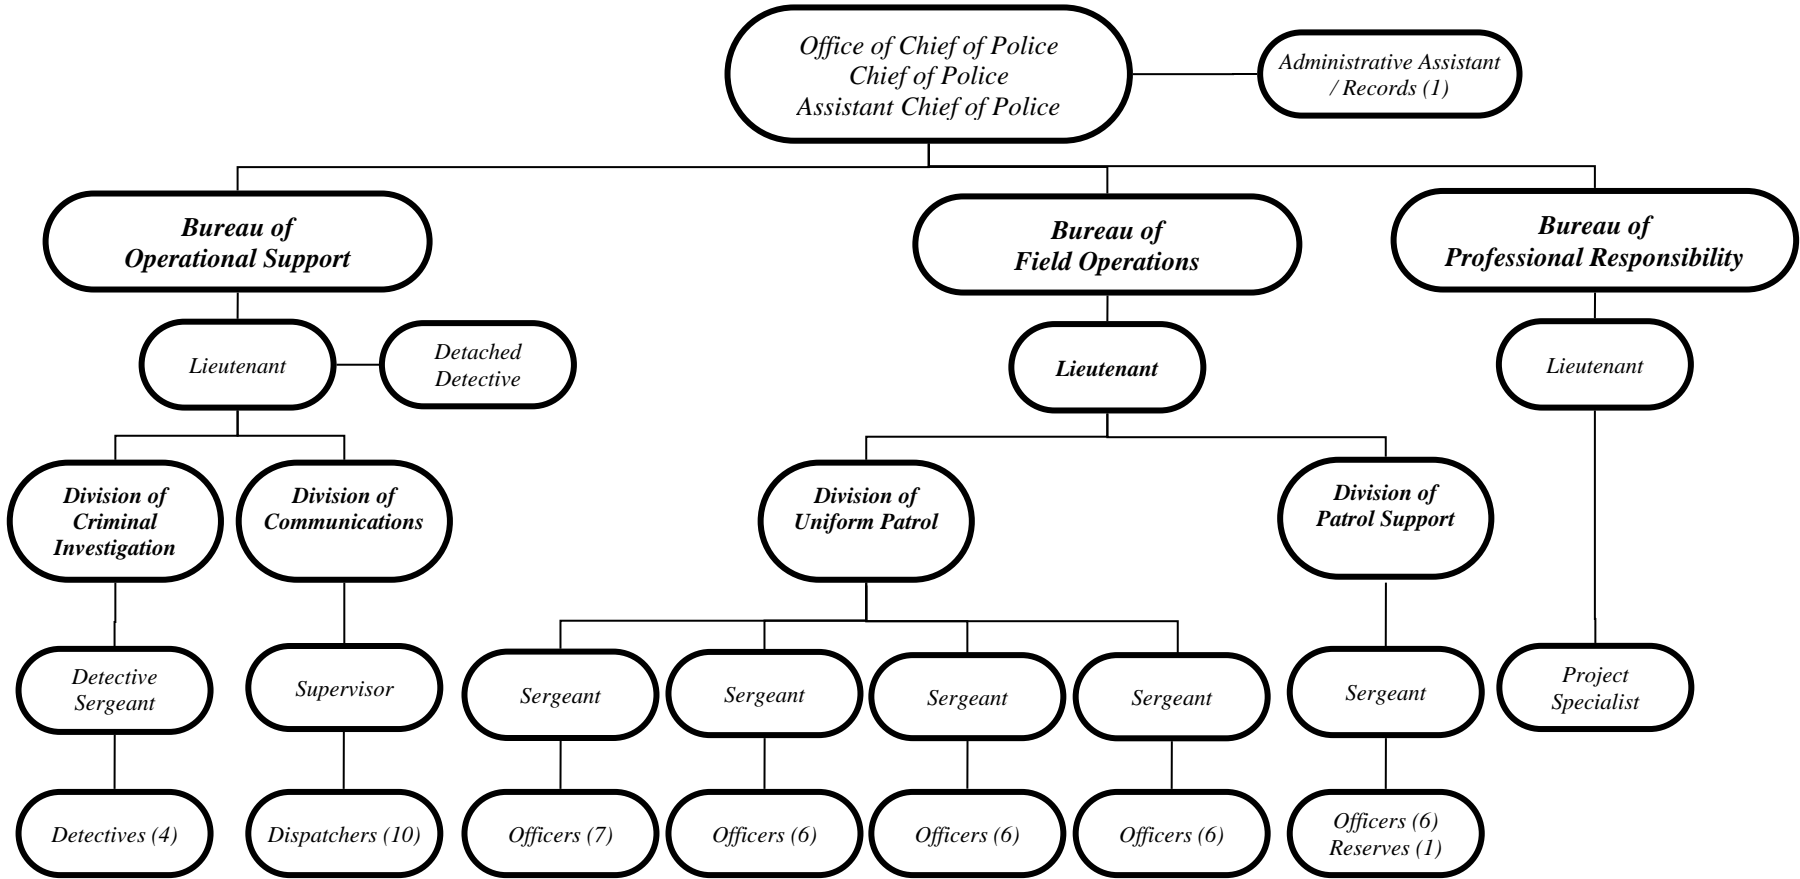 Office of Chief of Police
Chief of Police
Assistant Chief of Police
Administrative Assistant
/ Records (1)
Bureau of
Operational Support
Bureau of
Field Operations
Bureau of
Professional Responsibility
Lieutenant
Detached
Detective
Lieutenant
Lieutenant
Division of
Criminal
Investigation
Division of
Communications
Division of
Uniform Patrol
Division of
Patrol Support
Detective
Sergeant
Supervisor
Sergeant
Sergeant
Sergeant
Sergeant
Sergeant
Project
Specialist
Detectives (4)
Dispatchers (10)
Officers (7)
Officers (6)
Officers (6)
Officers (6)
Officers (6)
Reserves (1)